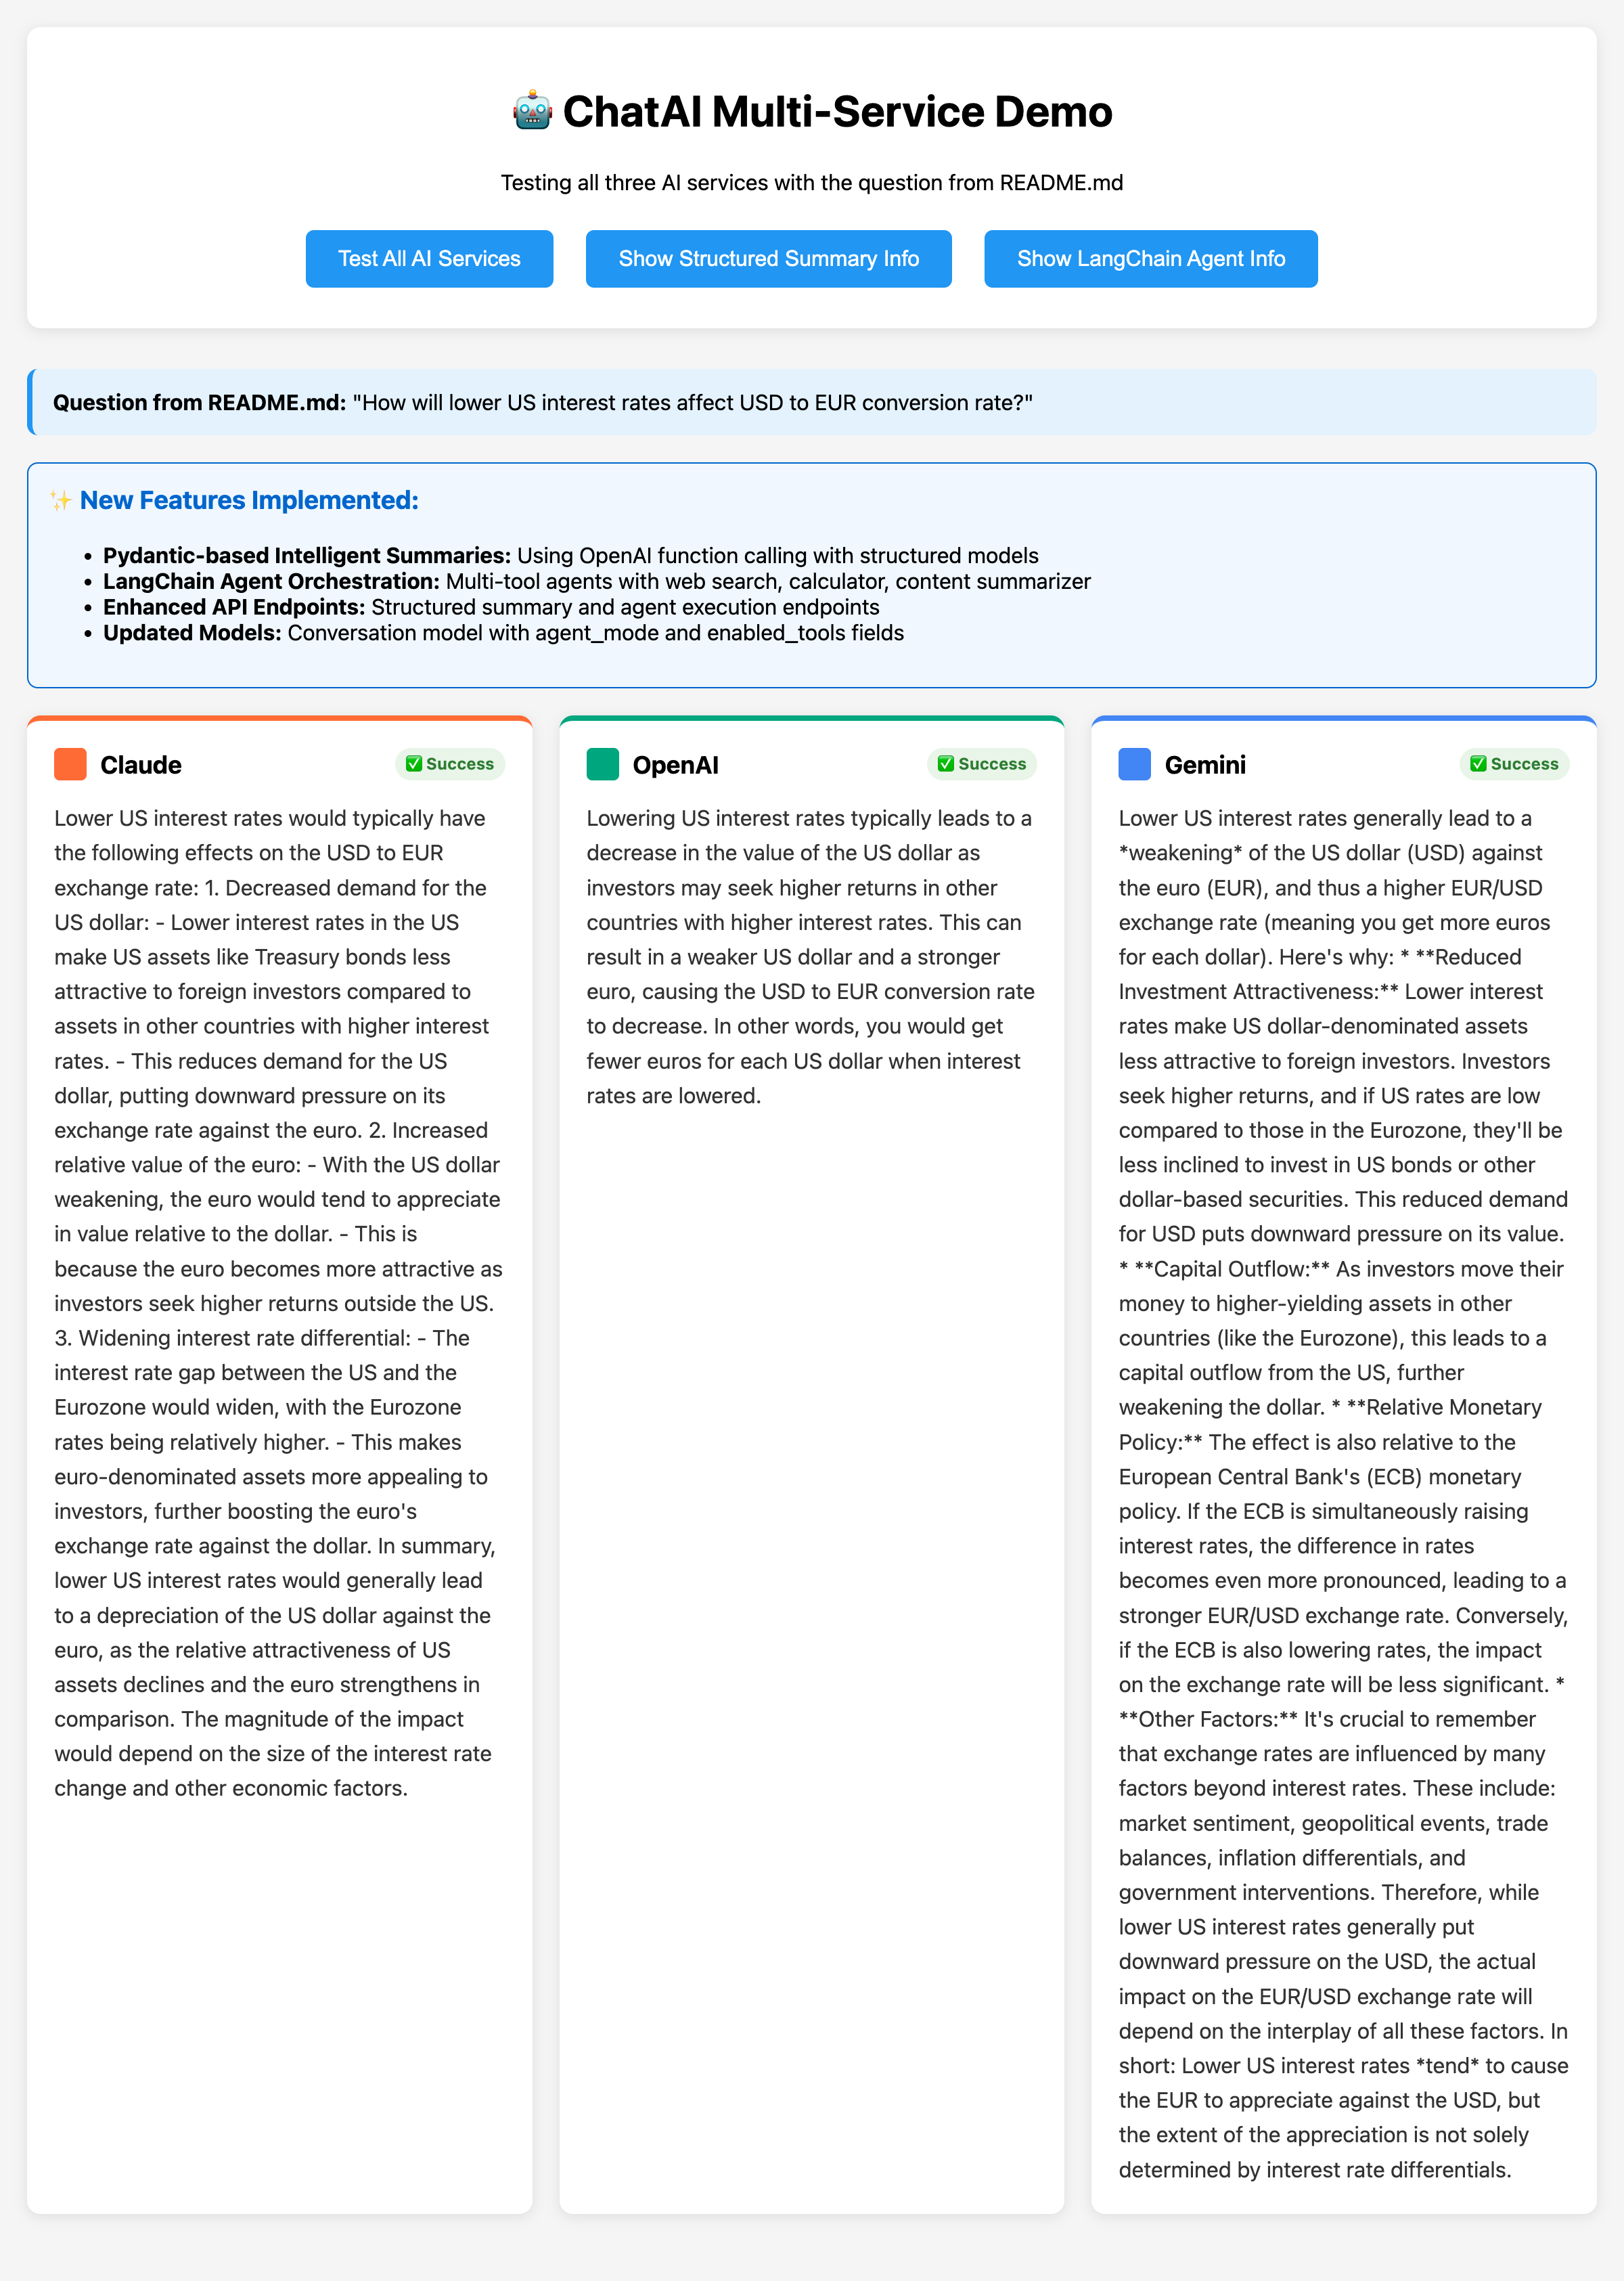 🤖 ChatAI Multi-Service Demo
Testing all three AI services with the question from README.md
Test All AI Services
Show Structured Summary Info
Show LangChain Agent Info
Question from README.md: "How will lower US interest rates affect USD to EUR conversion rate?"
✨ New Features Implemented:
• Pydantic-based Intelligent Summaries: Using OpenAI function calling with structured models
• LangChain Agent Orchestration: Multi-tool agents with web search, calculator, content summarizer
• Enhanced API Endpoints: Structured summary and agent execution endpoints
• Updated Models: Conversation model with agent_mode and enabled_tools fields
Claude
✅ Success
Lower US interest rates would typically have
the following effects on the USD to EUR
exchange rate: 1. Decreased demand for the
US dollar: - Lower interest rates in the US
make US assets like Treasury bonds less
attractive to foreign investors compared to
assets in other countries with higher interest
rates. - This reduces demand for the US
dollar, putting downward pressure on its
exchange rate against the euro. 2. Increased
relative value of the euro: - With the US dollar
weakening, the euro would tend to appreciate
in value relative to the dollar. - This is
because the euro becomes more attractive as
investors seek higher returns outside the US.
3. Widening interest rate differential: - The
interest rate gap between the US and the
Eurozone would widen, with the Eurozone
rates being relatively higher. - This makes
euro-denominated assets more appealing to
investors, further boosting the euro's
exchange rate against the dollar. In summary,
lower US interest rates would generally lead
to a depreciation of the US dollar against the
euro, as the relative attractiveness of US
assets declines and the euro strengthens in
comparison. The magnitude of the impact
would depend on the size of the interest rate
change and other economic factors.
OpenAI
✅ Success
Lowering US interest rates typically leads to a
decrease in the value of the US dollar as
investors may seek higher returns in other
countries with higher interest rates. This can
result in a weaker US dollar and a stronger
euro, causing the USD to EUR conversion rate
to decrease. In other words, you would get
fewer euros for each US dollar when interest
rates are lowered.
Gemini
✅ Success
Lower US interest rates generally lead to a
*weakening* of the US dollar (USD) against
the euro (EUR), and thus a higher EUR/USD
exchange rate (meaning you get more euros
for each dollar). Here's why: * **Reduced
Investment Attractiveness:** Lower interest
rates make US dollar-denominated assets
less attractive to foreign investors. Investors
seek higher returns, and if US rates are low
compared to those in the Eurozone, they'll be
less inclined to invest in US bonds or other
dollar-based securities. This reduced demand
for USD puts downward pressure on its value.
* **Capital Outflow:** As investors move their
money to higher-yielding assets in other
countries (like the Eurozone), this leads to a
capital outflow from the US, further
weakening the dollar. * **Relative Monetary
Policy:** The effect is also relative to the
European Central Bank's (ECB) monetary
policy. If the ECB is simultaneously raising
interest rates, the difference in rates
becomes even more pronounced, leading to a
stronger EUR/USD exchange rate. Conversely,
if the ECB is also lowering rates, the impact
on the exchange rate will be less significant. *
**Other Factors:** It's crucial to remember
that exchange rates are influenced by many
factors beyond interest rates. These include:
market sentiment, geopolitical events, trade
balances, inflation differentials, and
government interventions. Therefore, while
lower US interest rates generally put
downward pressure on the USD, the actual
impact on the EUR/USD exchange rate will
depend on the interplay of all these factors. In
short: Lower US interest rates *tend* to cause
the EUR to appreciate against the USD, but
the extent of the appreciation is not solely
determined by interest rate differentials.